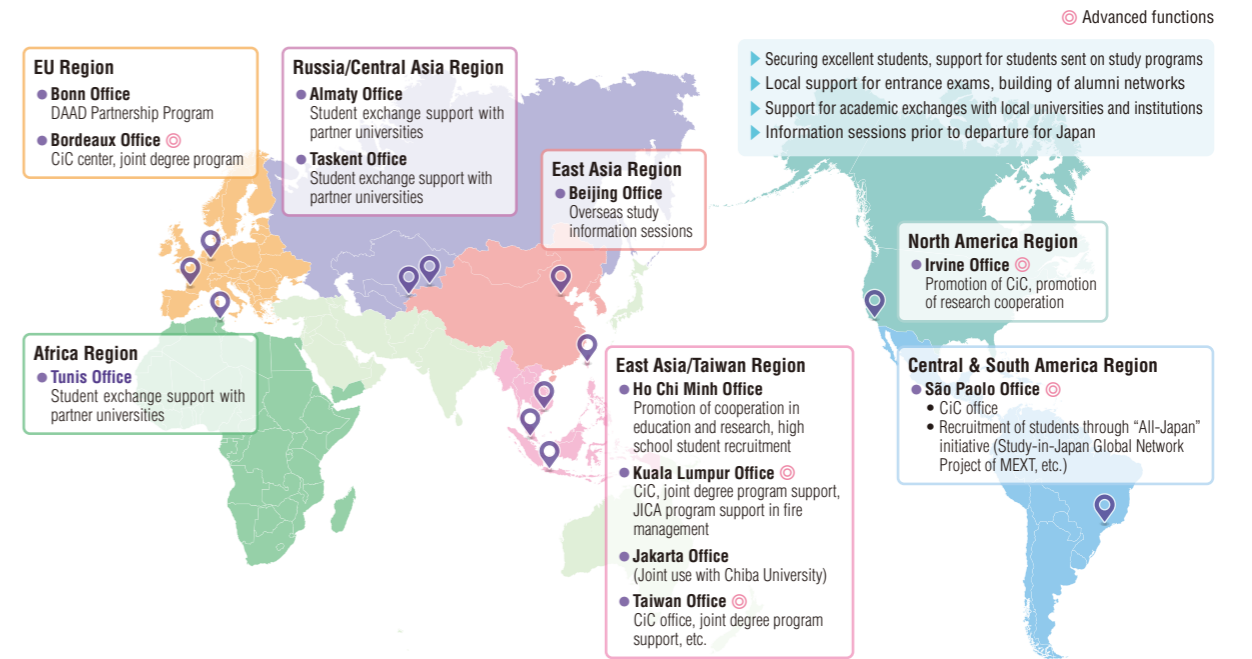 Advanced functions
EU Region
Bonn Office
DAAD Partnership Program
Bordeaux Office
CiC center, joint degree program
Russia/Central Asia Region
Almaty Office
Student exchange support with
partner universities
Taskent Office
Student exchange support with
partner universities
East Asia Region
Beijing Office
Overseas study
information sessions
Securing excellent students, support for students sent on study programs
Local support for entrance exams, building of alumni networks
Support for academic exchanges with local universities and institutions
Information sessions prior to departure for Japan
North America Region
Irvine Office
Promotion of CiC, promotion
of research cooperation
Africa Region
Tunis Office
Student exchange support with
partner universities
East Asia/Taiwan Region
Ho Chi Minh Office
Promotion of cooperation in
education and research, high
school student recruitment
Kuala Lumpur Office
CiC, joint degree program support,
JICA program support in fire
management
Jakarta Office
(Joint use with Chiba University)
Taiwan Office
CiC office, joint degree program
support, etc.
Central & South America Region
São Paolo Office
• CiC office
• Recruitment of students through “All-Japan”
initiative (Study-in-Japan Global Network
Project of MEXT, etc.)